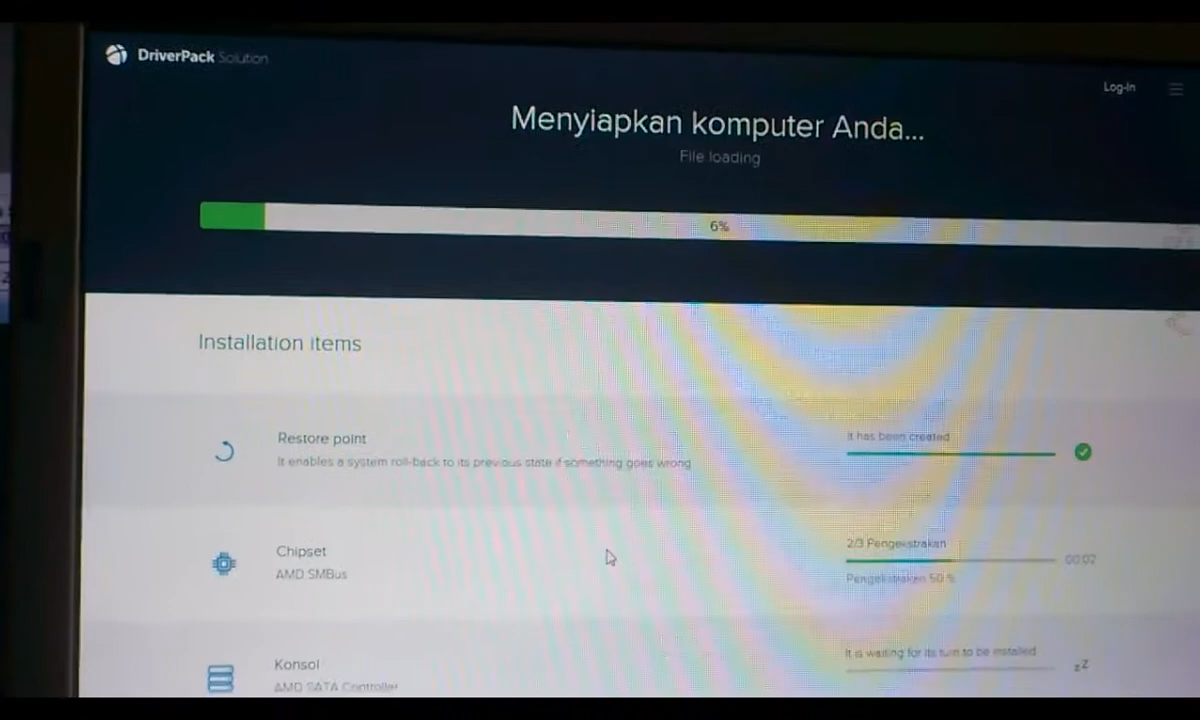 DriverPack Solution
Log-in
Menyiapkan komputer Anda...
File loading
6%
Installation items
Restore point
It enables a system roll-back to its previous state if something goes wrong
It has been created
Chipset
AMD SMBus
2/3 Pengekstrakan
00:02
Pengekstrakan 50 %
Konsol
AMD SATA Controller
It is waiting for its turn to be installed
zZ